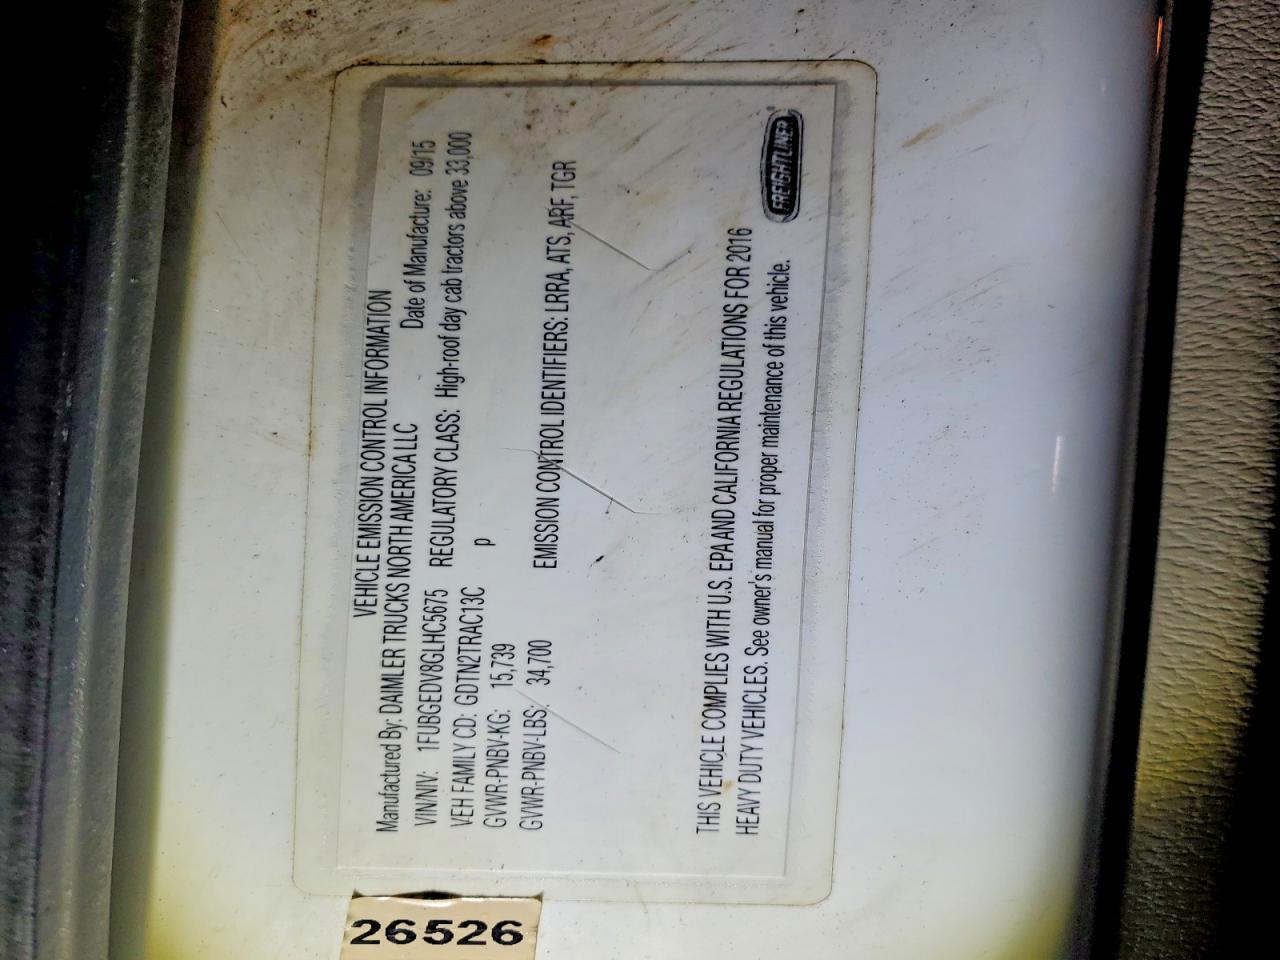 VEHICLE EMISSION CONTROL INFORMATION
Manufactured By: DAIMLER TRUCKS NORTH AMERICA LLC Date of Manufacture: 09/15
VIN/NIV: 1FUBGEDV8GLHC5675 REGULATORY CLASS: High-roof day cab tractors above 33,000
VEH FAMILY CD: GDTN2TRAC13C p
GVWR-PNBV-KG: 15,739
GVWR-PNBV-LBS: 34,700 EMISSION CONTROL IDENTIFIERS: LRRA, ATS, ARF, TGR
THIS VEHICLE COMPLIES WITH U.S. EPA AND CALIFORNIA REGULATIONS FOR 2016
HEAVY DUTY VEHICLES. See owner's manual for proper maintenance of this vehicle.
FREIGHTLINER
26526